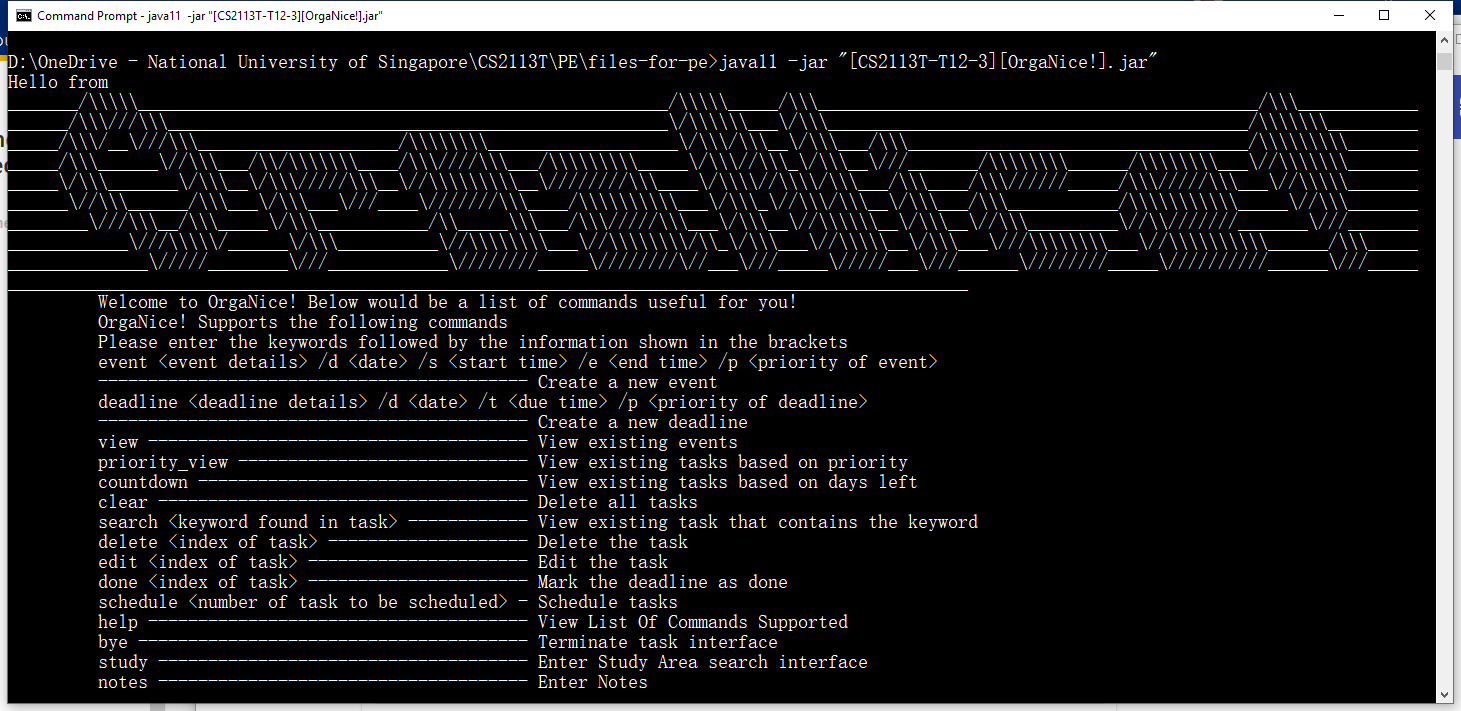 Command Prompt - java11 -jar "[CS2113T-T12-3][OrgaNice!].jar"
D:\OneDrive - National University of Singapore\CS2113T\PE\files-for-pe>java11 -jar "[CS2113T-T12-3][OrgaNice!].jar"
Hello from
OrgaNice!
Welcome to OrgaNice! Below would be a list of commands useful for you!
OrgaNice! Supports the following commands
Please enter the keywords followed by the information shown in the brackets
event <event details> /d <date> /s <start time> /e <end time> /p <priority of event>
------------------------------------------- Create a new event
deadline <deadline details> /d <date> /t <due time> /p <priority of deadline>
------------------------------------------- Create a new deadline
view -------------------------------------- View existing events
priority_view ----------------------------- View existing tasks based on priority
countdown --------------------------------- View existing tasks based on days left
clear ------------------------------------- Delete all tasks
search <keyword found in task> ------------ View existing task that contains the keyword
delete <index of task> -------------------- Delete the task
edit <index of task> ---------------------- Edit the task
done <index of task> ---------------------- Mark the deadline as done
schedule <number of task to be scheduled> - Schedule tasks
help -------------------------------------- View List Of Commands Supported
bye --------------------------------------- Terminate task interface
study ------------------------------------- Enter Study Area search interface
notes ------------------------------------- Enter Notes